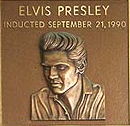 ELVIS PRESLEY
INDUCTED SEPTEMBER 21, 1990